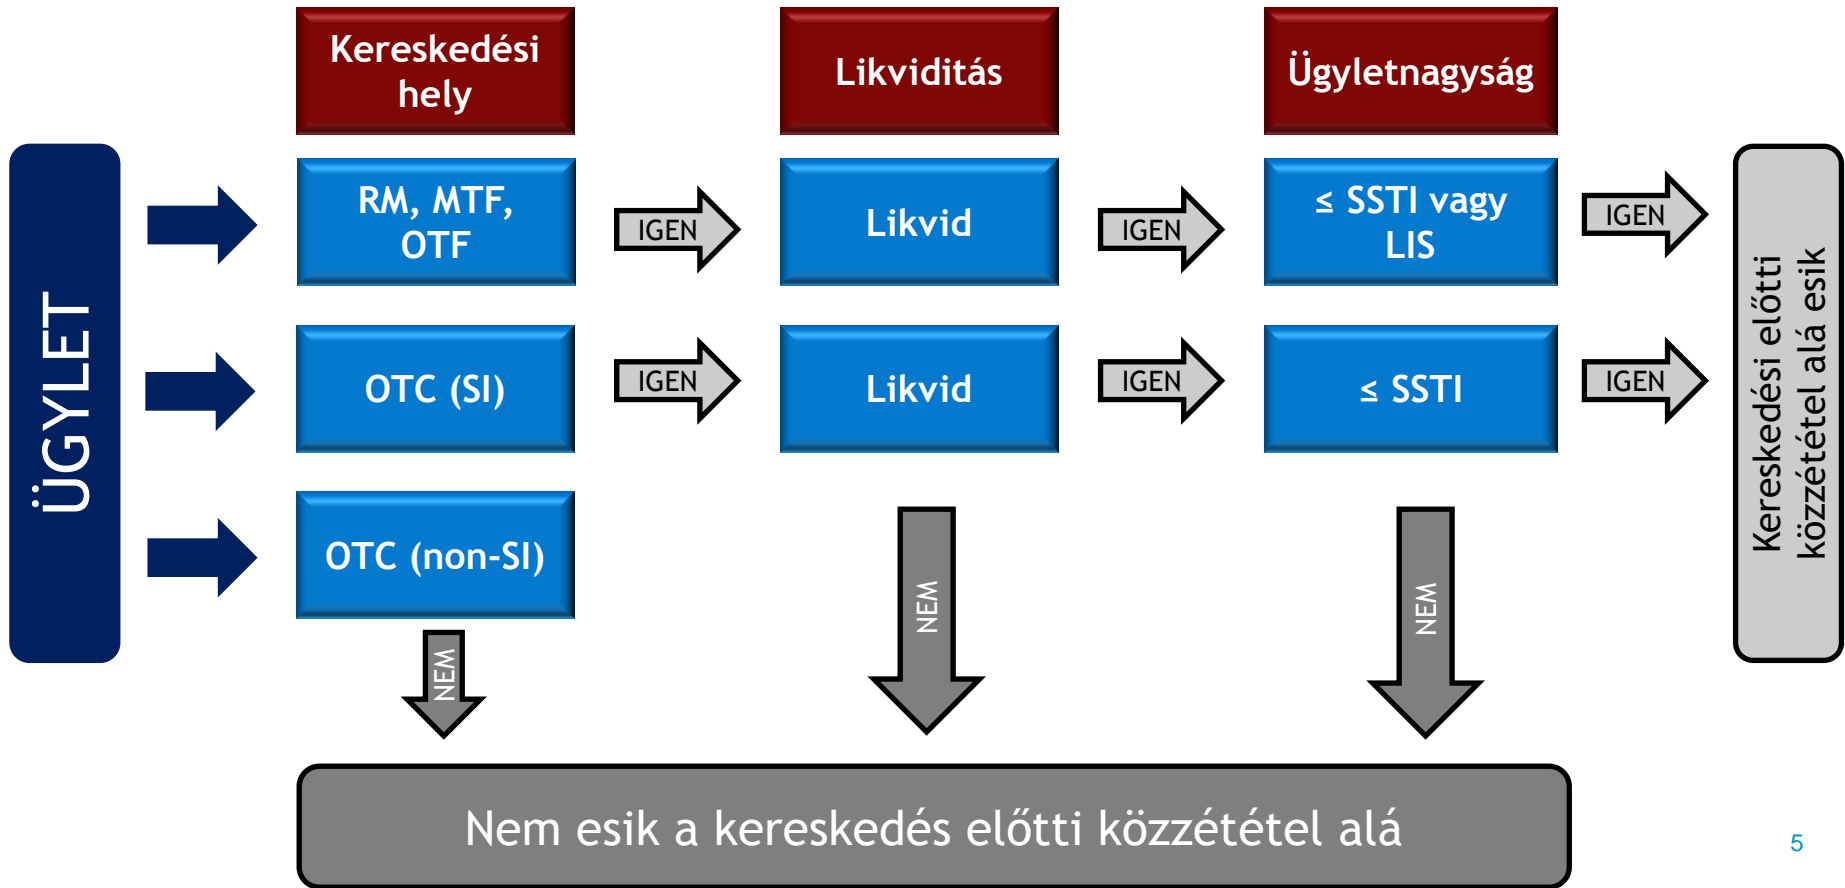 Kereskedési
hely
Likviditás
Ügyletnagyság
ÜGYLET
RM, MTF,
OTF
IGEN
Likvid
IGEN
≤ SSTI vagy
LIS
IGEN
OTC (SI)
IGEN
Likvid
IGEN
≤ SSTI
IGEN
Kereskedési előtti
közzététel alá esik
OTC (non-SI)
NEM
NEM
NEM
Nem esik a kereskedés előtti közzététel alá
5